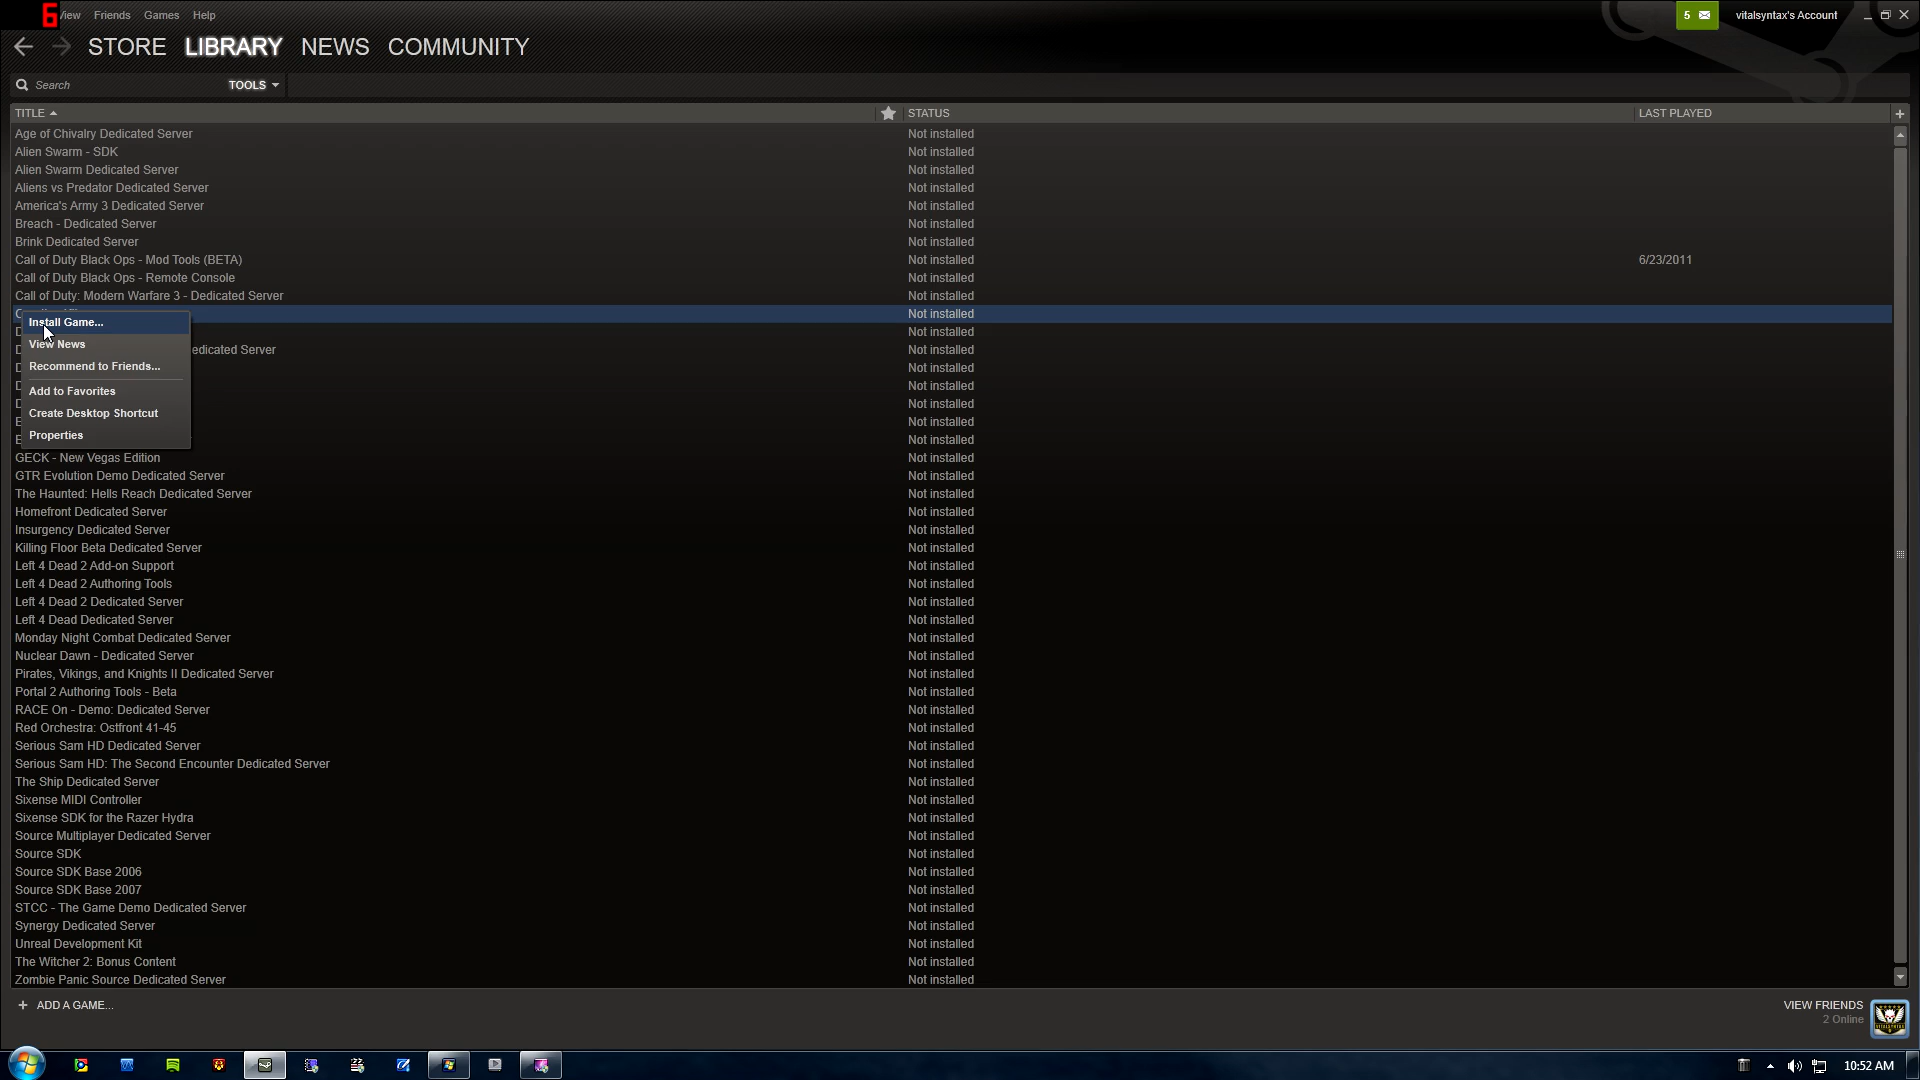 6
View Friends Games Help
5
vitalsyntax's Account
STORE LIBRARY NEWS COMMUNITY
Search
TOOLS
TITLE STATUS LAST PLAYED
Age of Chivalry Dedicated Server Not installed
Alien Swarm - SDK Not installed
Alien Swarm Dedicated Server Not installed
Aliens vs Predator Dedicated Server Not installed
America's Army 3 Dedicated Server Not installed
Breach - Dedicated Server Not installed
Brink Dedicated Server Not installed
Call of Duty Black Ops - Mod Tools (BETA) Not installed 6/23/2011
Call of Duty Black Ops - Remote Console Not installed
Call of Duty: Modern Warfare 3 - Dedicated Server Not installed
Not installed
Install Game...
Not installed
View News
edicated Server Not installed
Recommend to Friends...
Not installed
Not installed
Add to Favorites
Not installed
Create Desktop Shortcut
Not installed
Properties
Not installed
GECK - New Vegas Edition Not installed
GTR Evolution Demo Dedicated Server Not installed
The Haunted: Hells Reach Dedicated Server Not installed
Homefront Dedicated Server Not installed
Insurgency Dedicated Server Not installed
Killing Floor Beta Dedicated Server Not installed
Left 4 Dead 2 Add-on Support Not installed
Left 4 Dead 2 Authoring Tools Not installed
Left 4 Dead 2 Dedicated Server Not installed
Left 4 Dead Dedicated Server Not installed
Monday Night Combat Dedicated Server Not installed
Nuclear Dawn - Dedicated Server Not installed
Pirates, Vikings, and Knights II Dedicated Server Not installed
Portal 2 Authoring Tools - Beta Not installed
RACE On - Demo: Dedicated Server Not installed
Red Orchestra: Ostfront 41-45 Not installed
Serious Sam HD Dedicated Server Not installed
Serious Sam HD: The Second Encounter Dedicated Server Not installed
The Ship Dedicated Server Not installed
Sixense MIDI Controller Not installed
Sixense SDK for the Razer Hydra Not installed
Source Multiplayer Dedicated Server Not installed
Source SDK Not installed
Source SDK Base 2006 Not installed
Source SDK Base 2007 Not installed
STCC - The Game Demo Dedicated Server Not installed
Synergy Dedicated Server Not installed
Unreal Development Kit Not installed
The Witcher 2: Bonus Content Not installed
Zombie Panic Source Dedicated Server Not installed
+ ADD A GAME...
VIEW FRIENDS
2 Online
10:52 AM